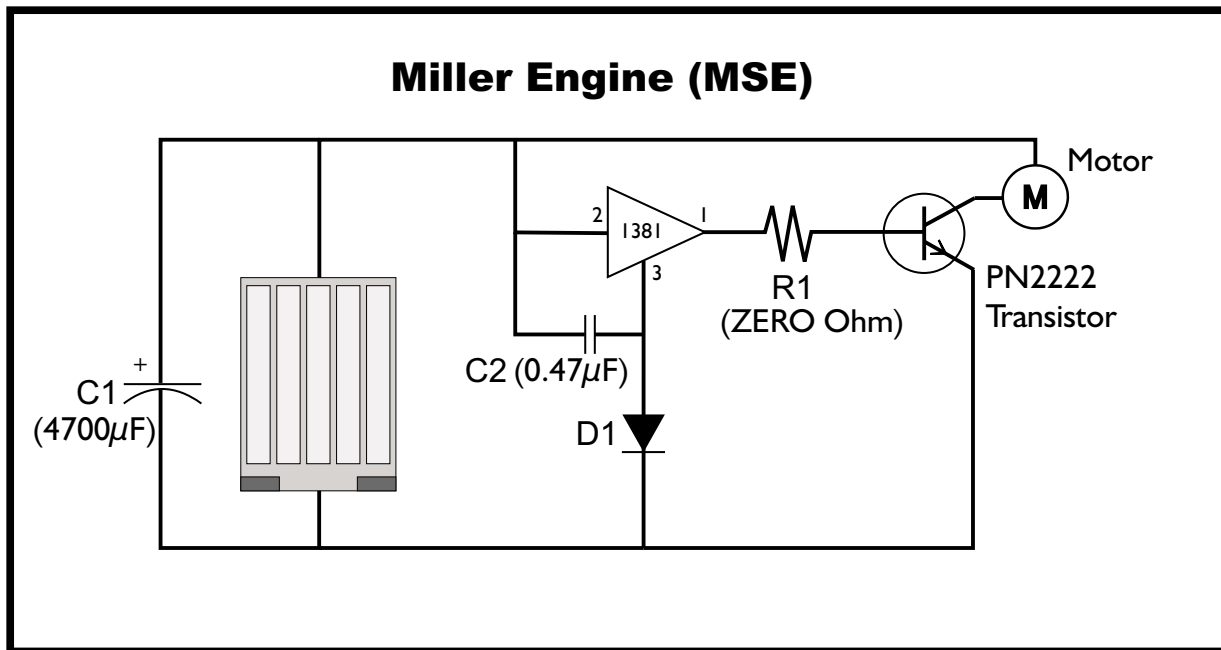 Miller Engine (MSE)
Motor
M
2
1381
1
3
R1
(ZERO Ohm)
PN2222
Transistor
C2 (0.47µF)
+
C1
(4700µF)
D1